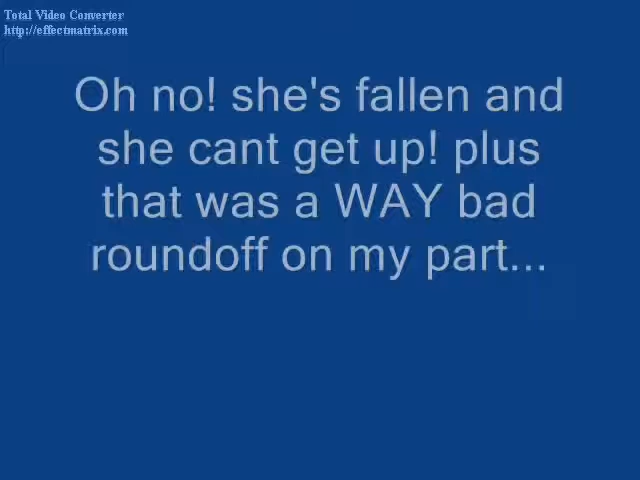 Total Video Converter
http://effectmatrix.com
Oh no! she's fallen and
she cant get up! plus
that was a WAY bad
roundoff on my part...